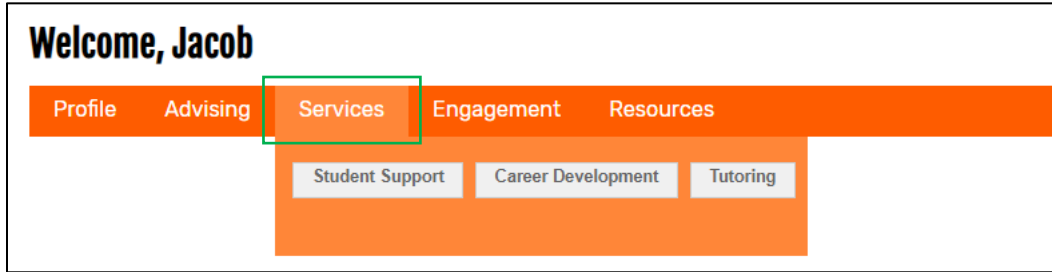 Welcome, Jacob
Profile Advising Services Engagement Resources
Student Support Career Development Tutoring